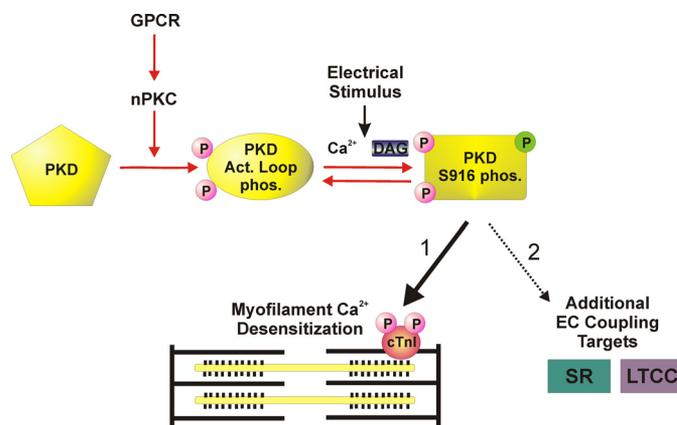 GPCR
nPKC
PKD
P
P
PKD
Act. Loop
phos.
Electrical
Stimulus
Ca²⁺ DAG
P
P
P
PKD
S916 phos.
1
2
Myofilament Ca²⁺
Desensitization
P P
cTnI
Additional
EC Coupling
Targets
SR LTCC